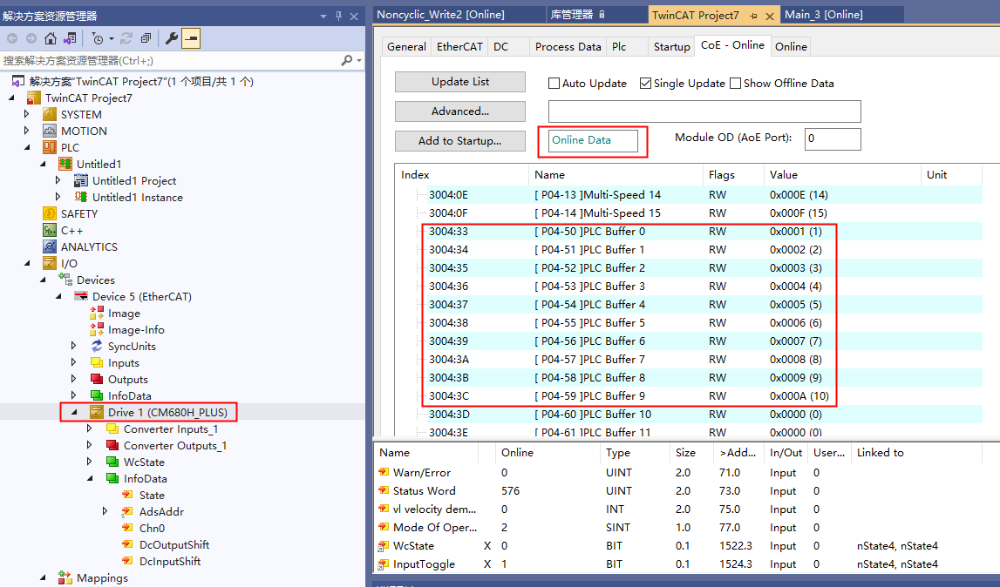 解决方案资源管理器
搜索解决方案资源管理器(Ctrl+;)
解决方案"TwinCAT Project7"(1 个项目/共 1 个)
TwinCAT Project7
SYSTEM
MOTION
PLC
Untitled1
Untitled1 Project
Untitled1 Instance
SAFETY
C++
ANALYTICS
I/O
Devices
Device 5 (EtherCAT)
Image
Image-Info
SyncUnits
Inputs
Outputs
InfoData
Drive 1 (CM680H_PLUS)
Converter Inputs_1
Converter Outputs_1
WcState
InfoData
State
AdsAddr
Chn0
DcOutputShift
DcInputShift
Mappings
Noncyclic_Write2 [Online] 库管理器 TwinCAT Project7 Main_3 [Online]
General EtherCAT DC Process Data Plc Startup CoE - Online Online
Update List Auto Update Single Update Show Offline Data
Advanced...
Add to Startup... Online Data Module OD (AoE Port): 0
Index Name Flags Value Unit
3004:0E [ P04-13 ]Multi-Speed 14 RW 0x000E (14)
3004:0F [ P04-14 ]Multi-Speed 15 RW 0x000F (15)
3004:33 [ P04-50 ]PLC Buffer 0 RW 0x0001 (1)
3004:34 [ P04-51 ]PLC Buffer 1 RW 0x0002 (2)
3004:35 [ P04-52 ]PLC Buffer 2 RW 0x0003 (3)
3004:36 [ P04-53 ]PLC Buffer 3 RW 0x0004 (4)
3004:37 [ P04-54 ]PLC Buffer 4 RW 0x0005 (5)
3004:38 [ P04-55 ]PLC Buffer 5 RW 0x0006 (6)
3004:39 [ P04-56 ]PLC Buffer 6 RW 0x0007 (7)
3004:3A [ P04-57 ]PLC Buffer 7 RW 0x0008 (8)
3004:3B [ P04-58 ]PLC Buffer 8 RW 0x0009 (9)
3004:3C [ P04-59 ]PLC Buffer 9 RW 0x000A (10)
3004:3D [ P04-60 ]PLC Buffer 10 RW 0x0000 (0)
3004:3E [ P04-61 ]PLC Buffer 11 RW 0x0000 (0)
Name Online Type Size >Add... In/Out User... Linked to
Warn/Error 0 UINT 2.0 71.0 Input 0
Status Word 576 UINT 2.0 73.0 Input 0
vl velocity dem... 0 INT 2.0 75.0 Input 0
Mode Of Oper... 2 SINT 1.0 77.0 Input 0
WcState X 0 BIT 0.1 1522.3 Input 0 nState4, nState4
InputToggle X 1 BIT 0.1 1524.3 Input 0 nState4, nState4